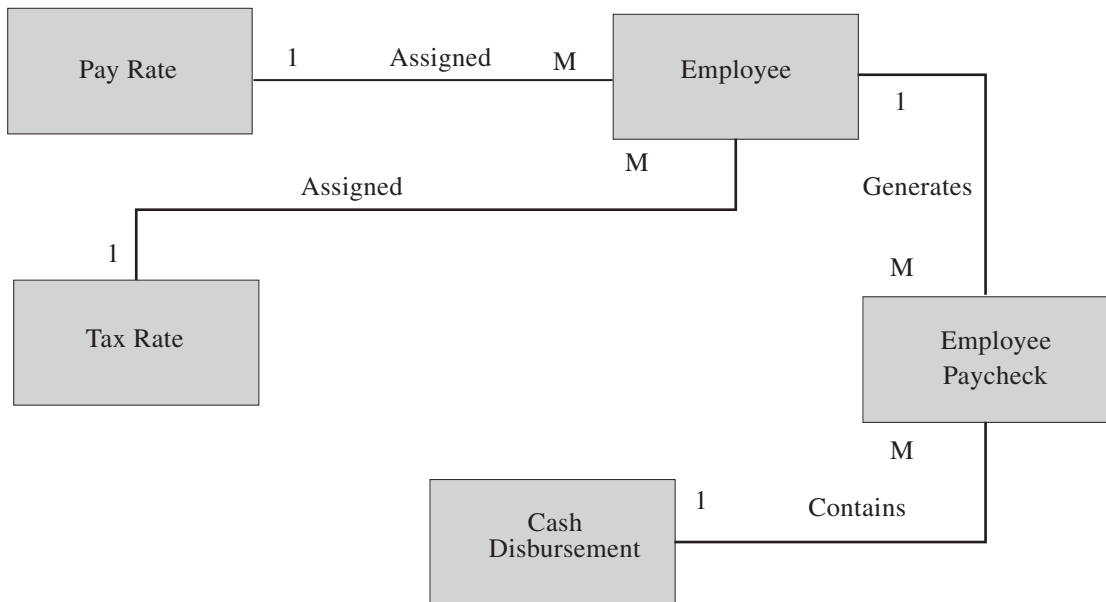 Pay Rate
1
Assigned
M
Employee
1
M
Assigned
Generates
1
M
Tax Rate
Employee
Paycheck
M
1
Contains
Cash
Disbursement